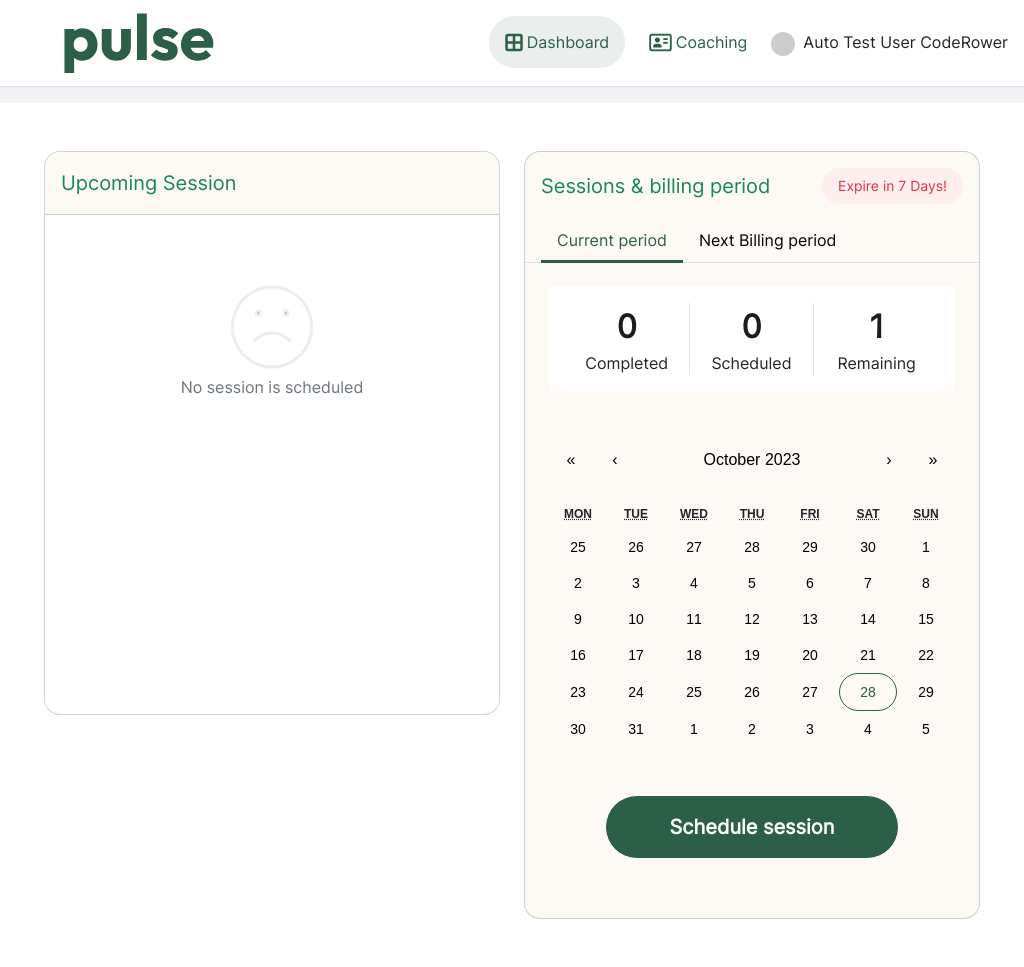 pulse
Dashboard Coaching Auto Test User CodeRower
Upcoming Session
No session is scheduled
Sessions & billing period Expire in 7 Days!
Current period Next Billing period
0 0 1
Completed Scheduled Remaining
« ‹ October 2023 › »
MON TUE WED THU FRI SAT SUN
25 26 27 28 29 30 1
2 3 4 5 6 7 8
9 10 11 12 13 14 15
16 17 18 19 20 21 22
23 24 25 26 27 28 29
30 31 1 2 3 4 5
Schedule session